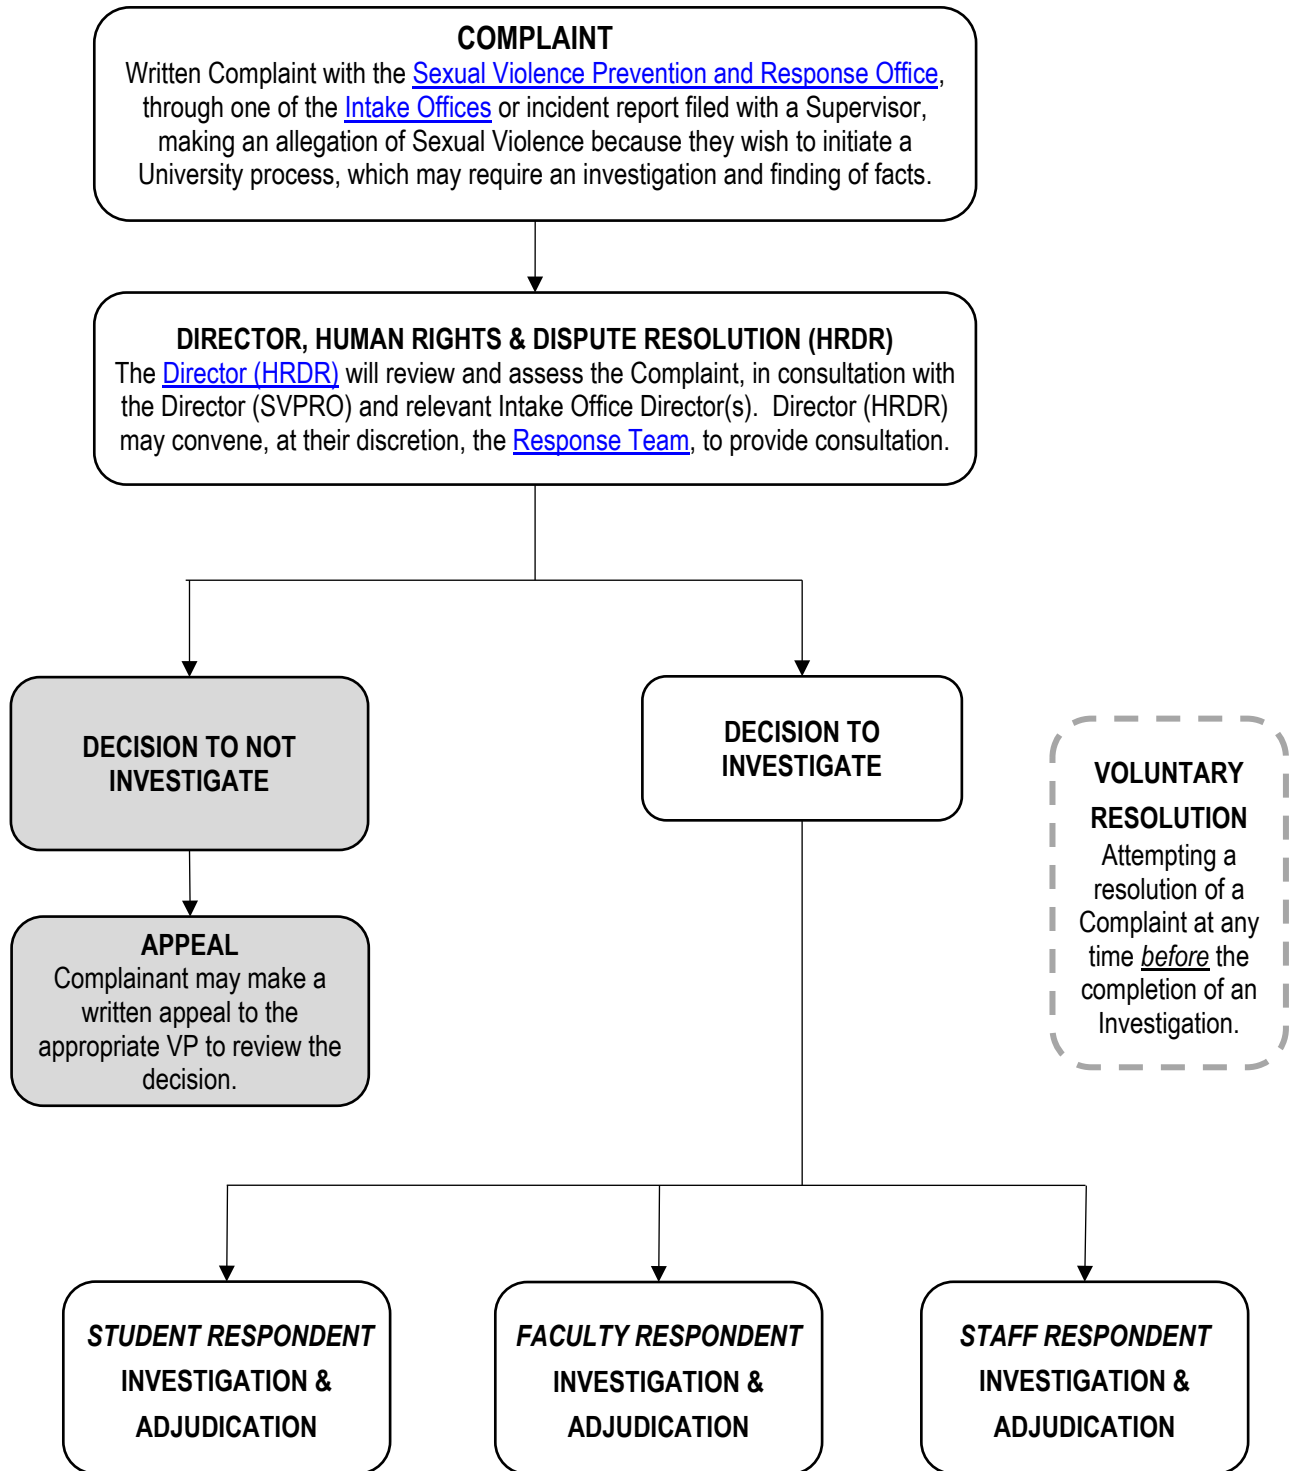 COMPLAINT
Written Complaint with the Sexual Violence Prevention and Response Office,
through one of the Intake Offices or incident report filed with a Supervisor,
making an allegation of Sexual Violence because they wish to initiate a
University process, which may require an investigation and finding of facts.
DIRECTOR, HUMAN RIGHTS & DISPUTE RESOLUTION (HRDR)
The Director (HRDR) will review and assess the Complaint, in consultation with
the Director (SVPRO) and relevant Intake Office Director(s). Director (HRDR)
may convene, at their discretion, the Response Team, to provide consultation.
DECISION TO NOT
INVESTIGATE
DECISION TO
INVESTIGATE
VOLUNTARY
RESOLUTION
Attempting a
resolution of a
Complaint at any
time before the
completion of an
Investigation.
APPEAL
Complainant may make a
written appeal to the
appropriate VP to review the
decision.
STUDENT RESPONDENT
INVESTIGATION &
ADJUDICATION
FACULTY RESPONDENT
INVESTIGATION &
ADJUDICATION
STAFF RESPONDENT
INVESTIGATION &
ADJUDICATION